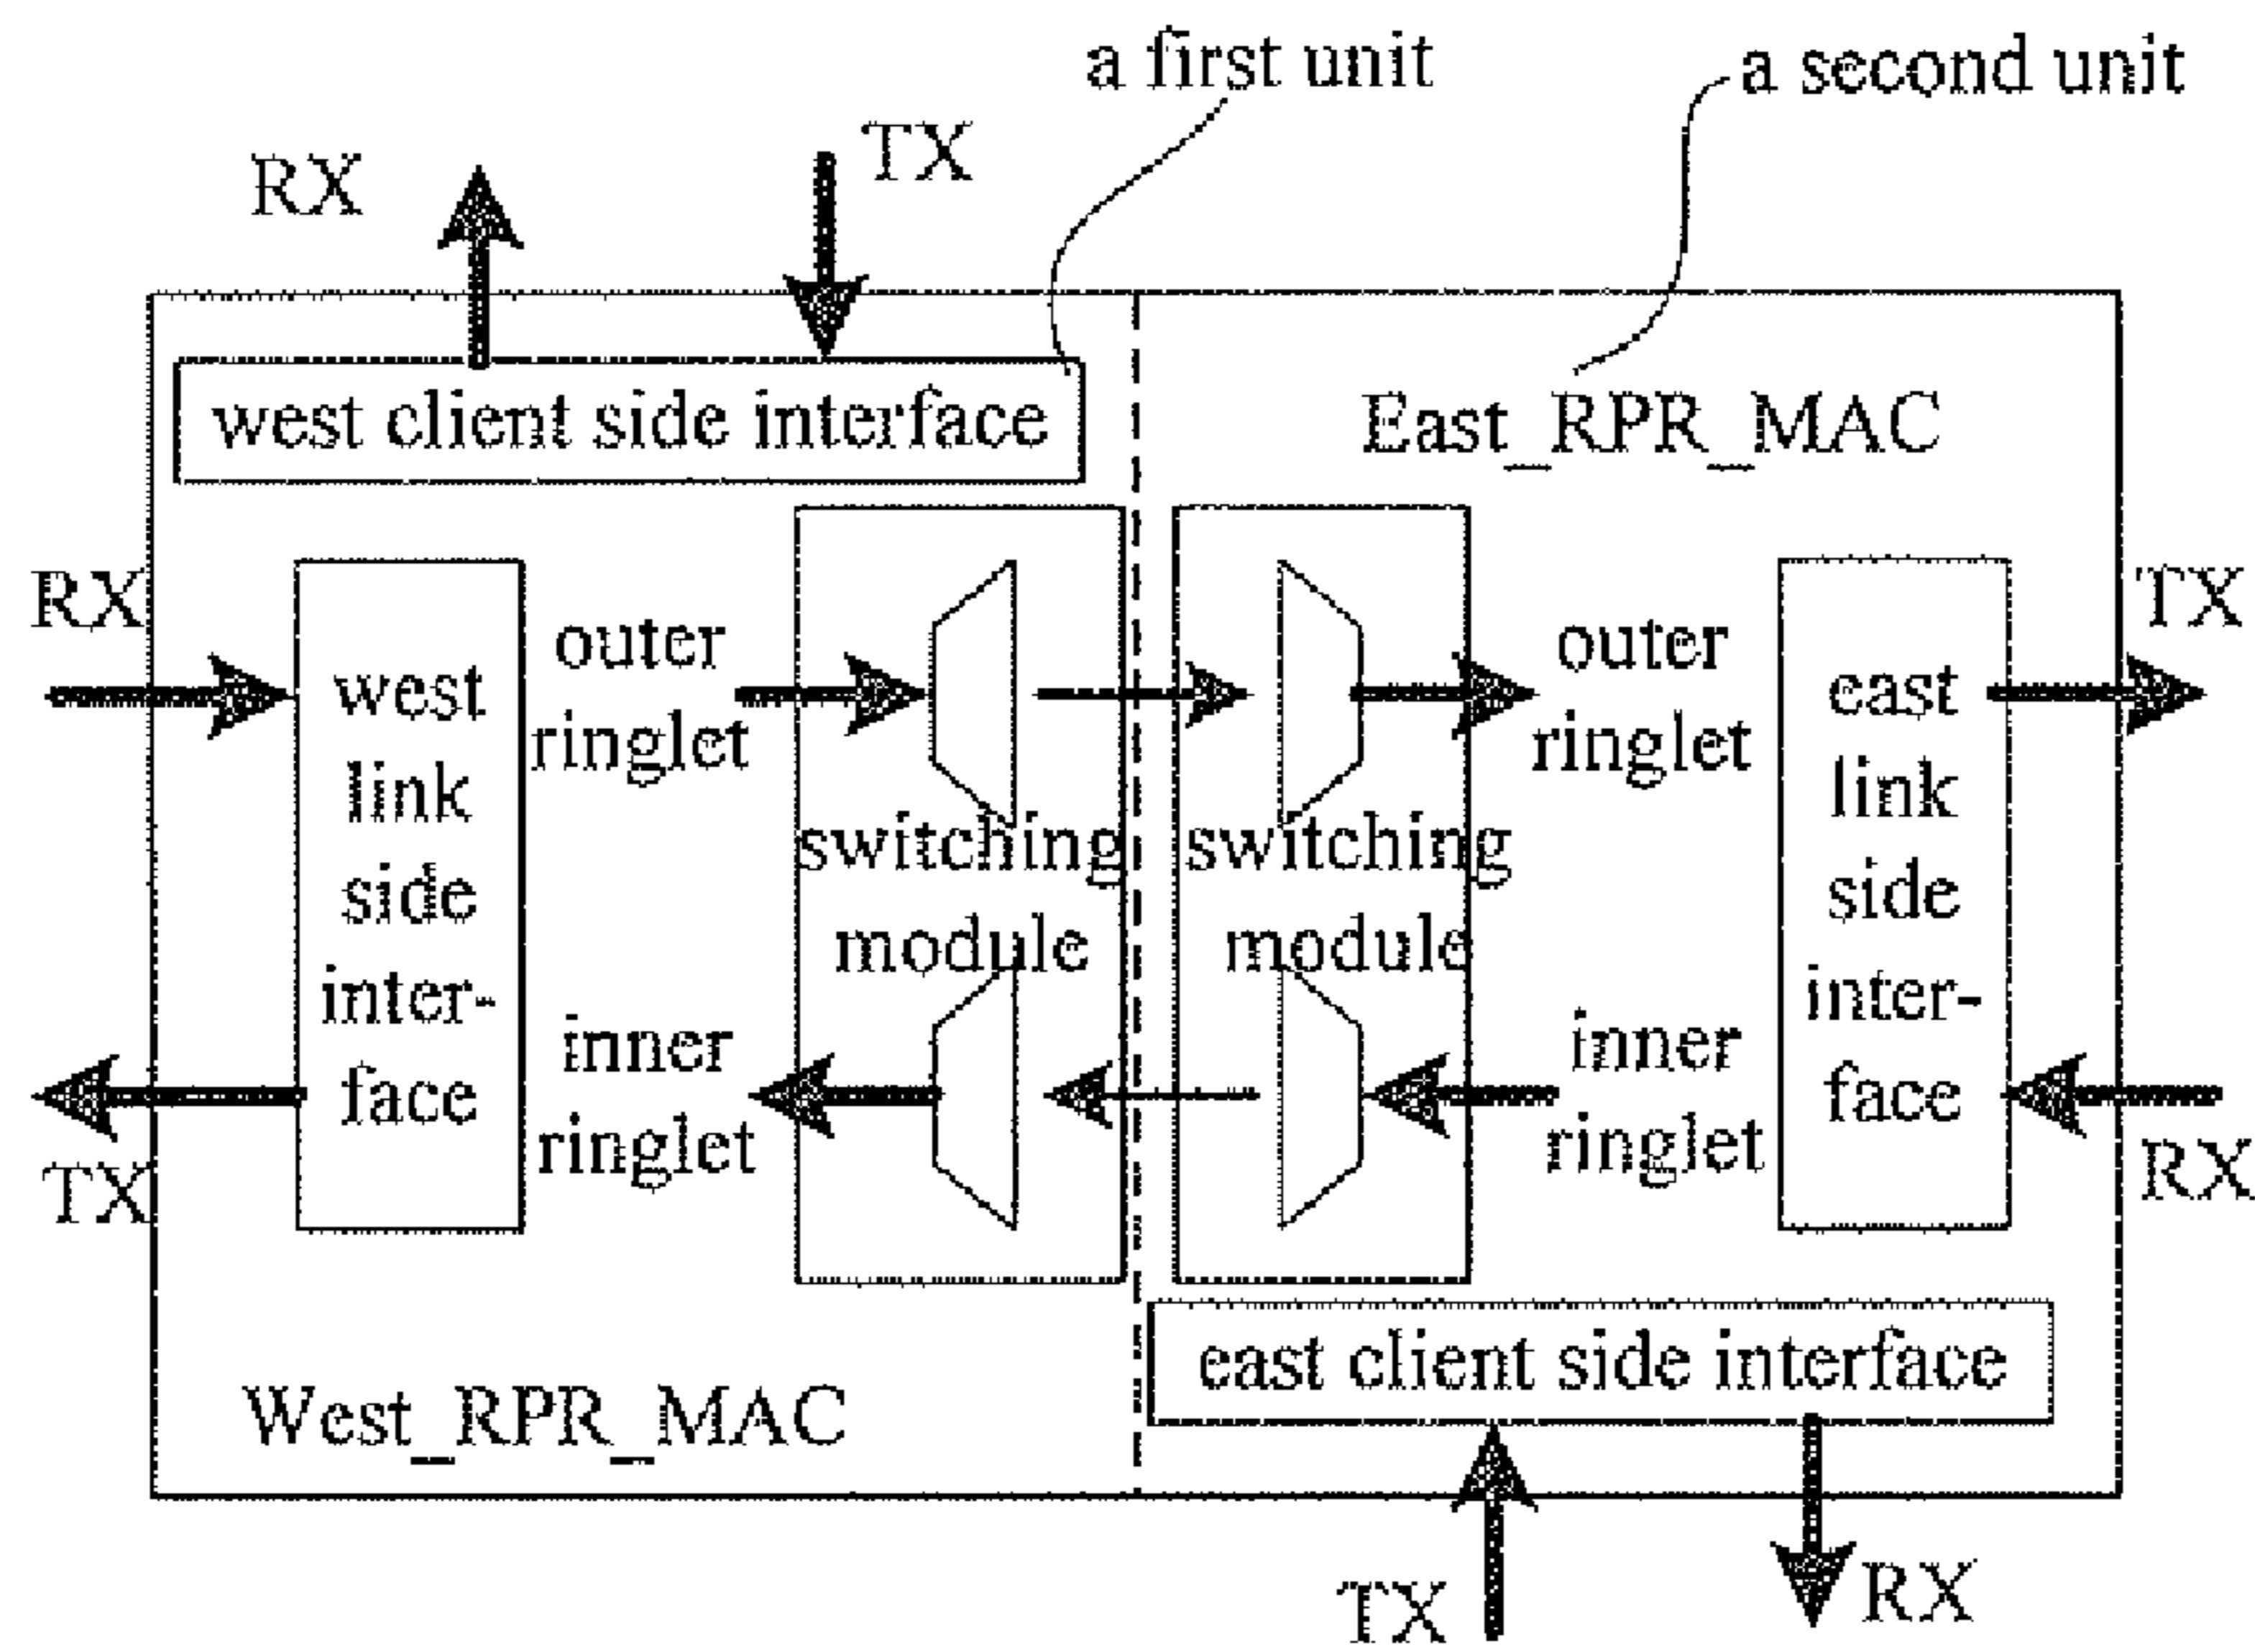 a first unit
a second unit
RX
TX
west client side interface
East_RPR_MAC
RX
west
link
side
inter-
face
TX
outer
ringlet
inner
ringlet
switching
module
switching
module
outer
ringlet
inner
ringlet
east
link
side
inter-
face
TX
RX
West_RPR_MAC
east client side interface
TX
RX